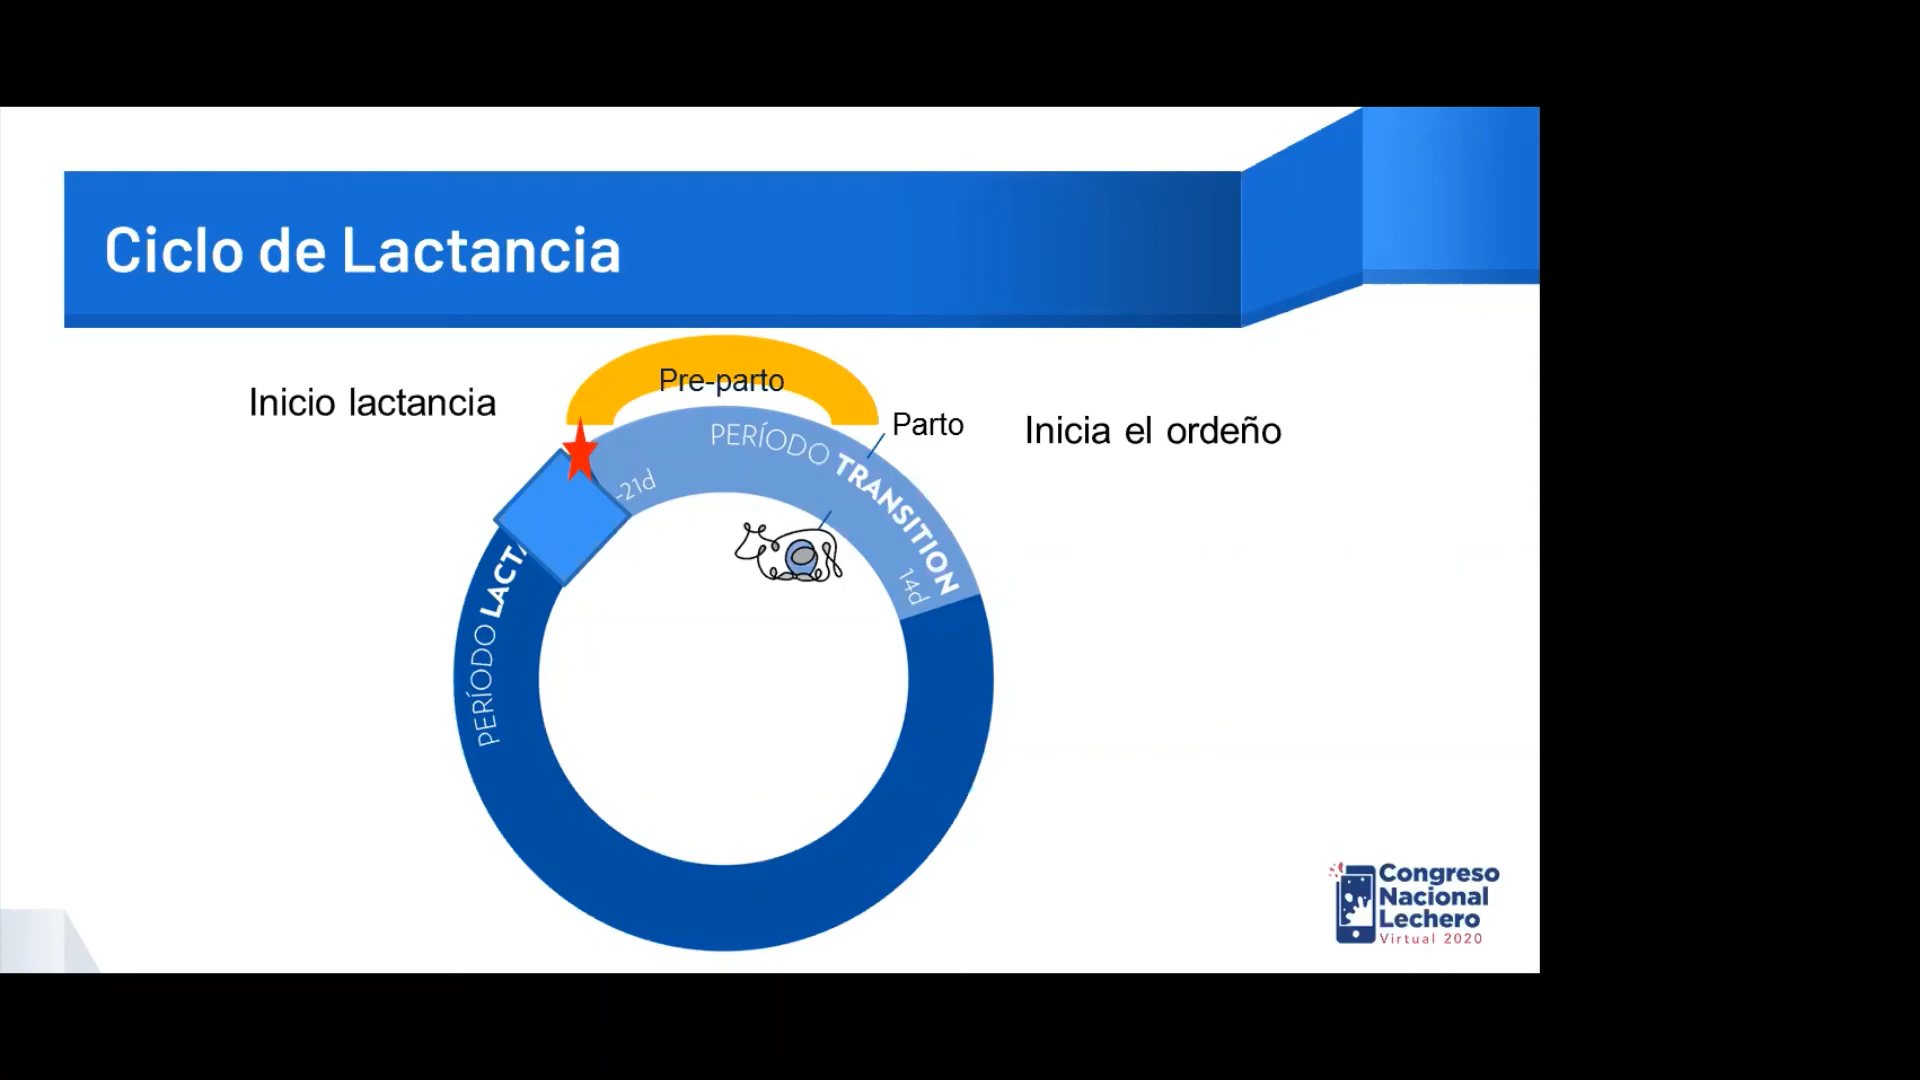 Ciclo de Lactancia
Pre-parto
Inicio lactancia
Parto
Inicia el ordeño
PERÍODO TRANSITION
-21d
14d
PERÍODO LACTA
Congreso
Nacional
Lechero
Virtual 2020